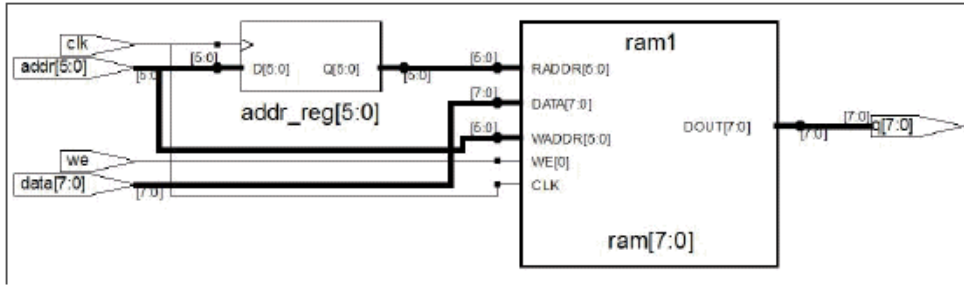 clk
addr[5:0]
[5:0]
[5:0]
D[5:0]
Q[5:0]
[5:0]
addr_reg[5:0]
we
data[7:0]
[7:0]
ram1
[5:0]
RADDR[5:0]
[7:0]
DATA[7:0]
[5:0]
WADDR[5:0]
WE[0]
CLK
DOUT[7:0]
ram[7:0]
[7:0]
[7:0]
q[7:0]